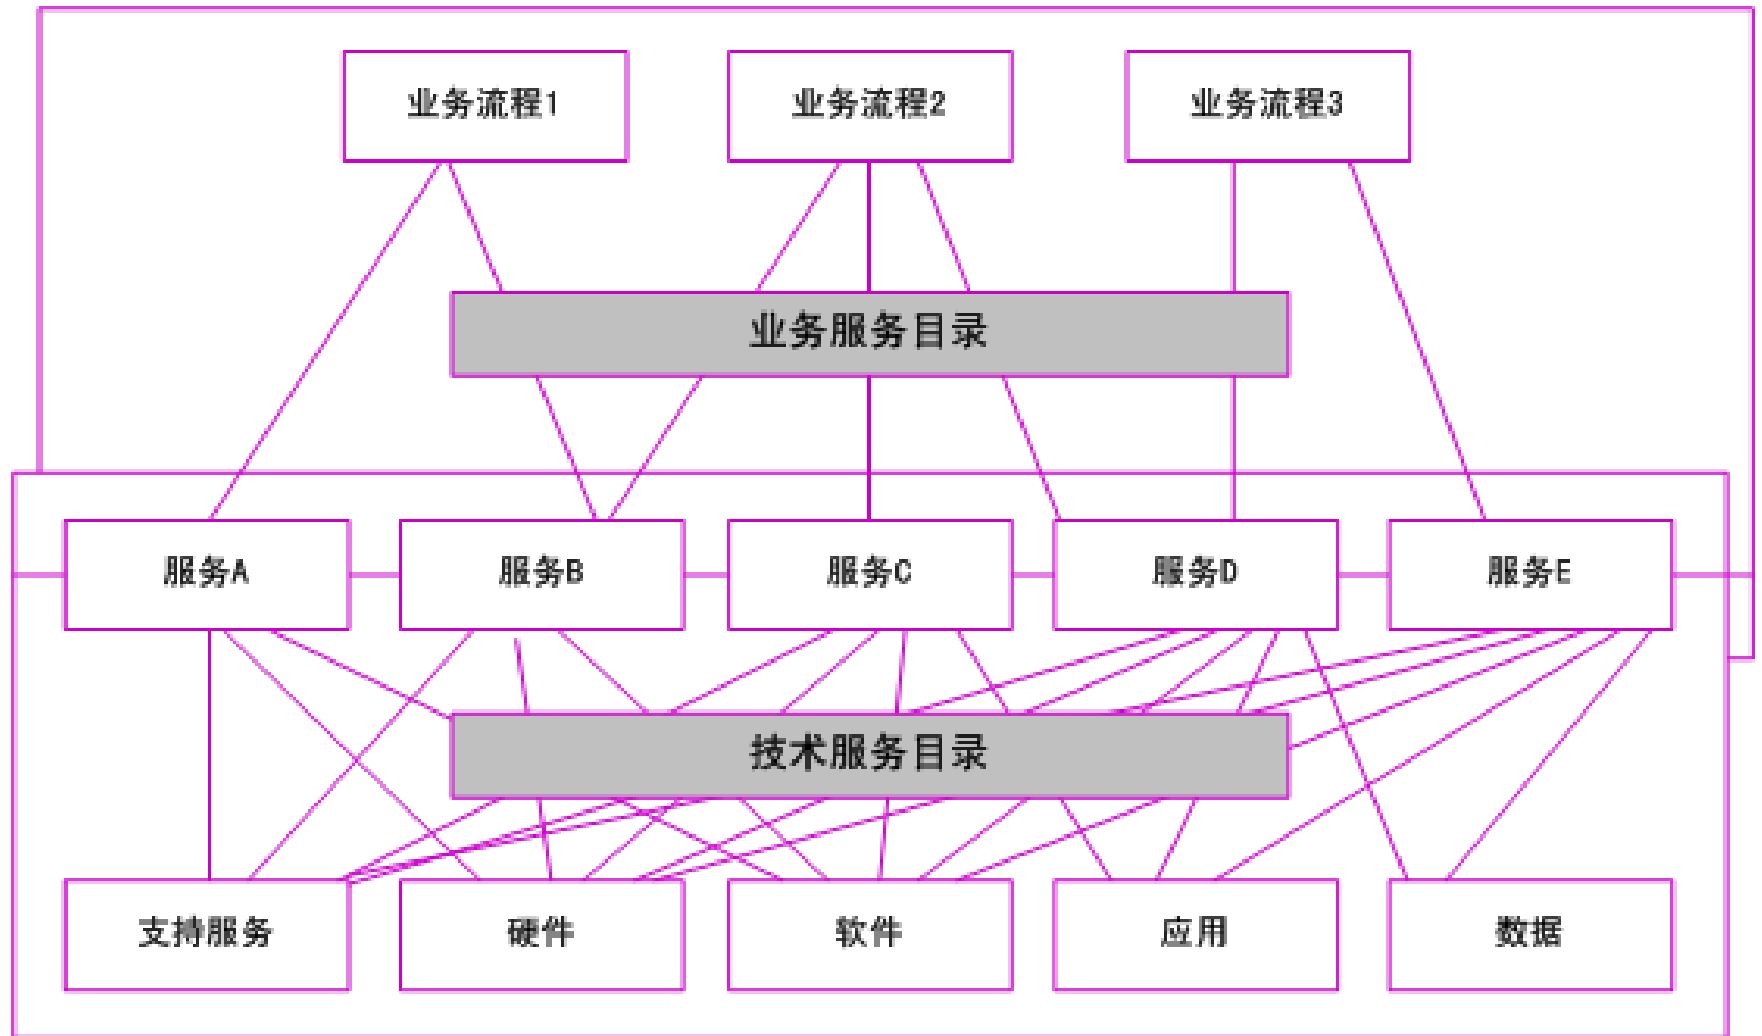 业务流程1
业务流程2
业务流程3
业务服务目录
服务A
服务B
服务C
服务D
服务E
技术服务目录
支持服务
硬件
软件
应用
数据